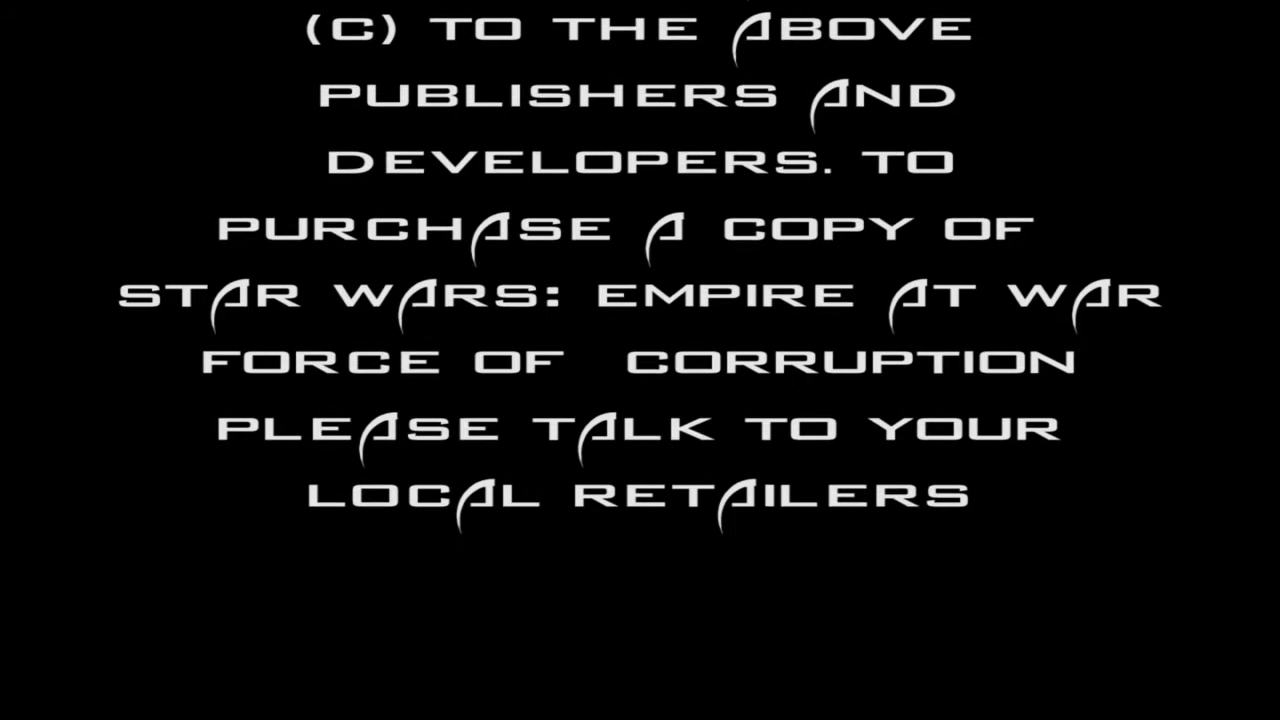 (C) TO THE ABOVE
PUBLISHERS AND
DEVELOPERS. TO
PURCHASE A COPY OF
STAR WARS: EMPIRE AT WAR
FORCE OF CORRUPTION
PLEASE TALK TO YOUR
LOCAL RETAILERS